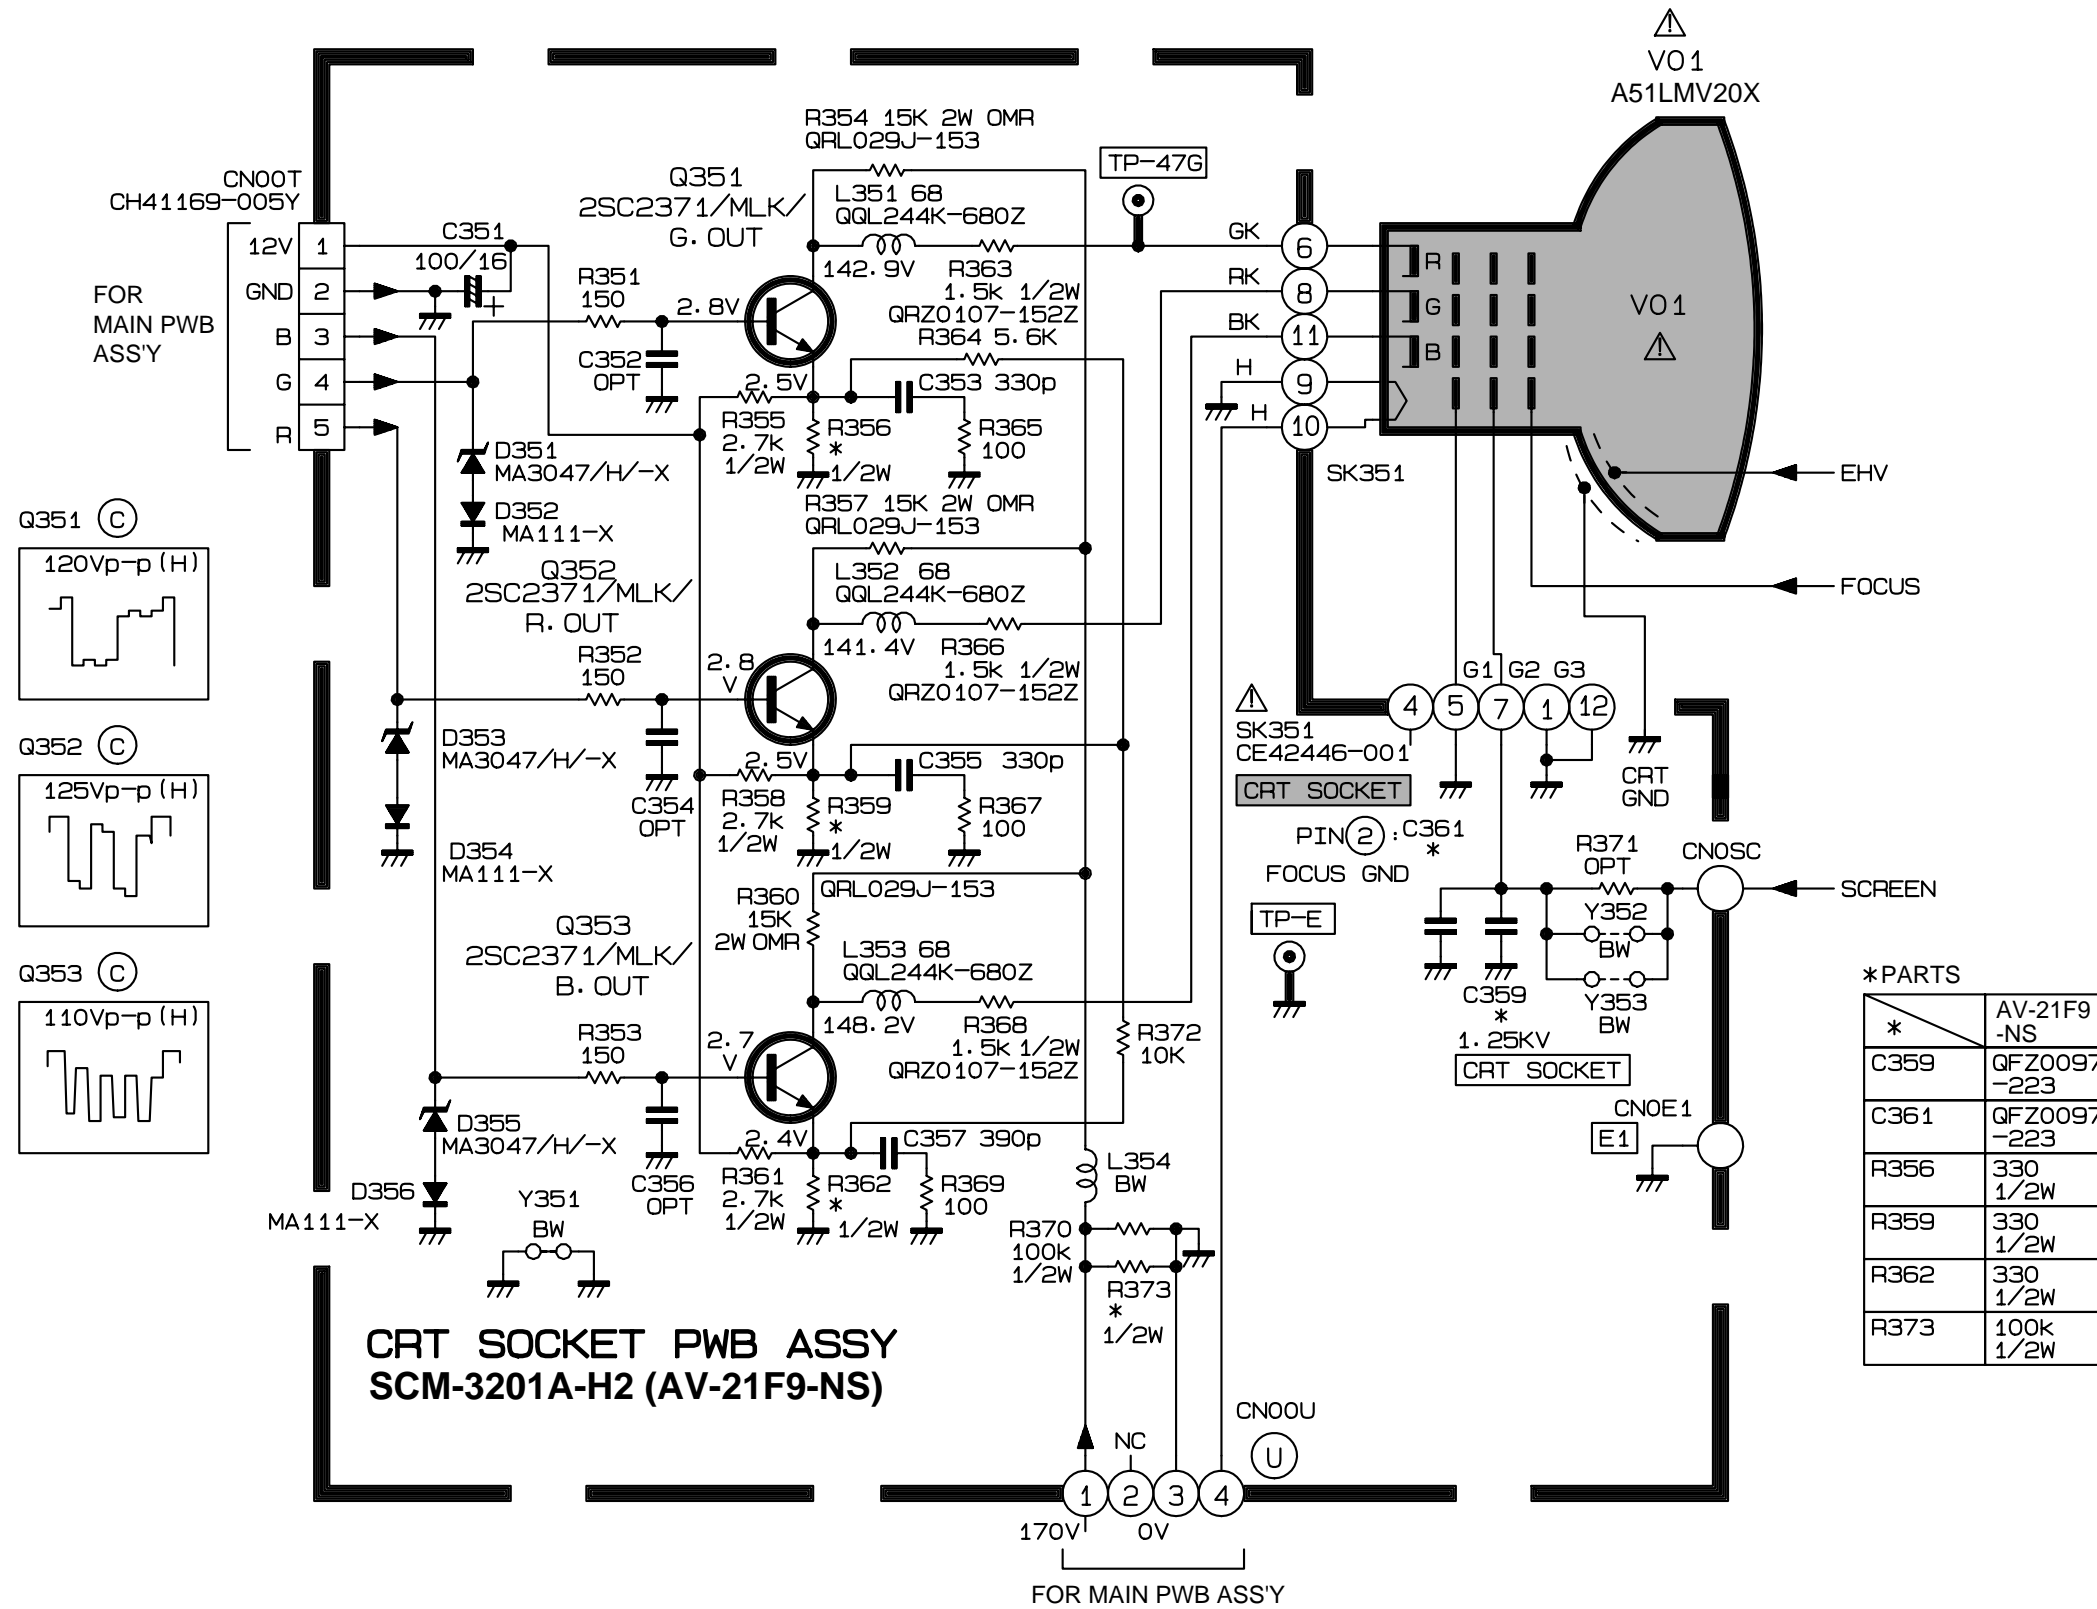 VO1
A51LMV20X
R354 15K 2W OMR
QRL029J-153
TP-47G
CN00T
CH41169-005Y
Q351
2SC2371/MLK/
G.OUT
L351 68
QQL244K-680Z
142.9V
R363
1.5K 1/2W
QRZ0107-152Z
R364 5.6K
12V 1
GND 2
B 3
G 4
R 5
FOR
MAIN PWB
ASS'Y
C351
100/16
+
R351
150
2.8V
C352
OPT
2.5V
C353 330p
R355
2.7K
1/2W
R356
*
1/2W
R365
100
GK 6
RK 8
BK 11
H 9
H 10
SK351
R
G
B
VO1
EHV
FOCUS
D351
MA3047/H/-X
D352
MA111-X
R357 15K 2W OMR
QRL029J-153
Q351 C
120Vp-p(H)
Q352
2SC2371/MLK/
R.OUT
L352 68
QQL244K-680Z
141.4V
R366
1.5K 1/2W
QRZ0107-152Z
R352
150
2.8
V
G1 G2 G3
4 5 7 1 12
SK351
CE42446-001
CRT SOCKET
CRT
GND
Q352 C
125Vp-p(H)
D353
MA3047/H/-X
D354
MA111-X
C354
OPT
2.5V
C355 330p
R358
2.7K
1/2W
R359
*
1/2W
R367
100
PIN 2 : C361
*
FOCUS GND
R371
OPT
CN0SC
SCREEN
Y352
BW
Y353
BW
TP-E
C359
*
1.25KV
CRT SOCKET
R360
15K
2W OMR
QRL029J-153
Q353
2SC2371/MLK/
B.OUT
L353 68
QQL244K-680Z
148.2V
R368
1.5K 1/2W
QRZ0107-152Z
R372
10K
Q353 C
110Vp-p(H)
R353
150
2.7
V
D355
MA3047/H/-X
D356
MA111-X
C356
OPT
2.4V
C357 390p
R361
2.7K
1/2W
R362
*
1/2W
R369
100
L354
BW
CN0E1
E1
Y351
BW
R370
100K
1/2W
R373
*
1/2W
CRT SOCKET PWB ASSY
SCM-3201A-H2 (AV-21F9-NS)
CN00U
U
NC
1 2 3 4
170V 0V
FOR MAIN PWB ASS'Y
*PARTS
* AV-21F9
-NS
C359 QFZ0097
-223
C361 QFZ0097
-223
R356 330
1/2W
R359 330
1/2W
R362 330
1/2W
R373 100K
1/2W